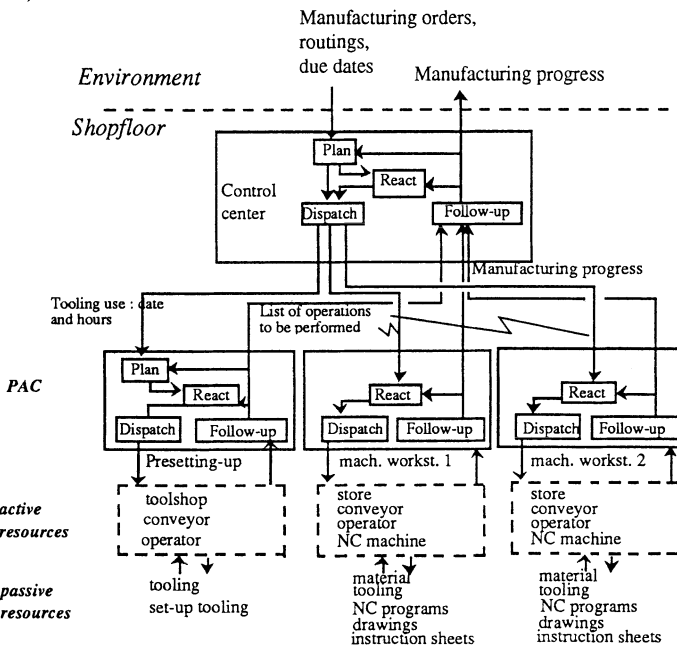 Manufacturing orders,
routings,
due dates
Manufacturing progress
Environment
Shopfloor
Plan
React
Control
center
Dispatch
Follow-up
Manufacturing progress
Tooling use : date
and hours
List of operations
to be performed
PAC
Plan
React
Dispatch
Follow-up
React
Dispatch
Follow-up
React
Dispatch
Follow-up
Presetting-up
mach. workst. 1
mach. workst. 2
active
resources
toolshop
conveyor
operator
store
conveyor
operator
NC machine
store
conveyor
operator
NC machine
passive
resources
tooling
set-up tooling
material
tooling
NC programs
drawings
instruction sheets
material
tooling
NC programs
drawings
instruction sheets